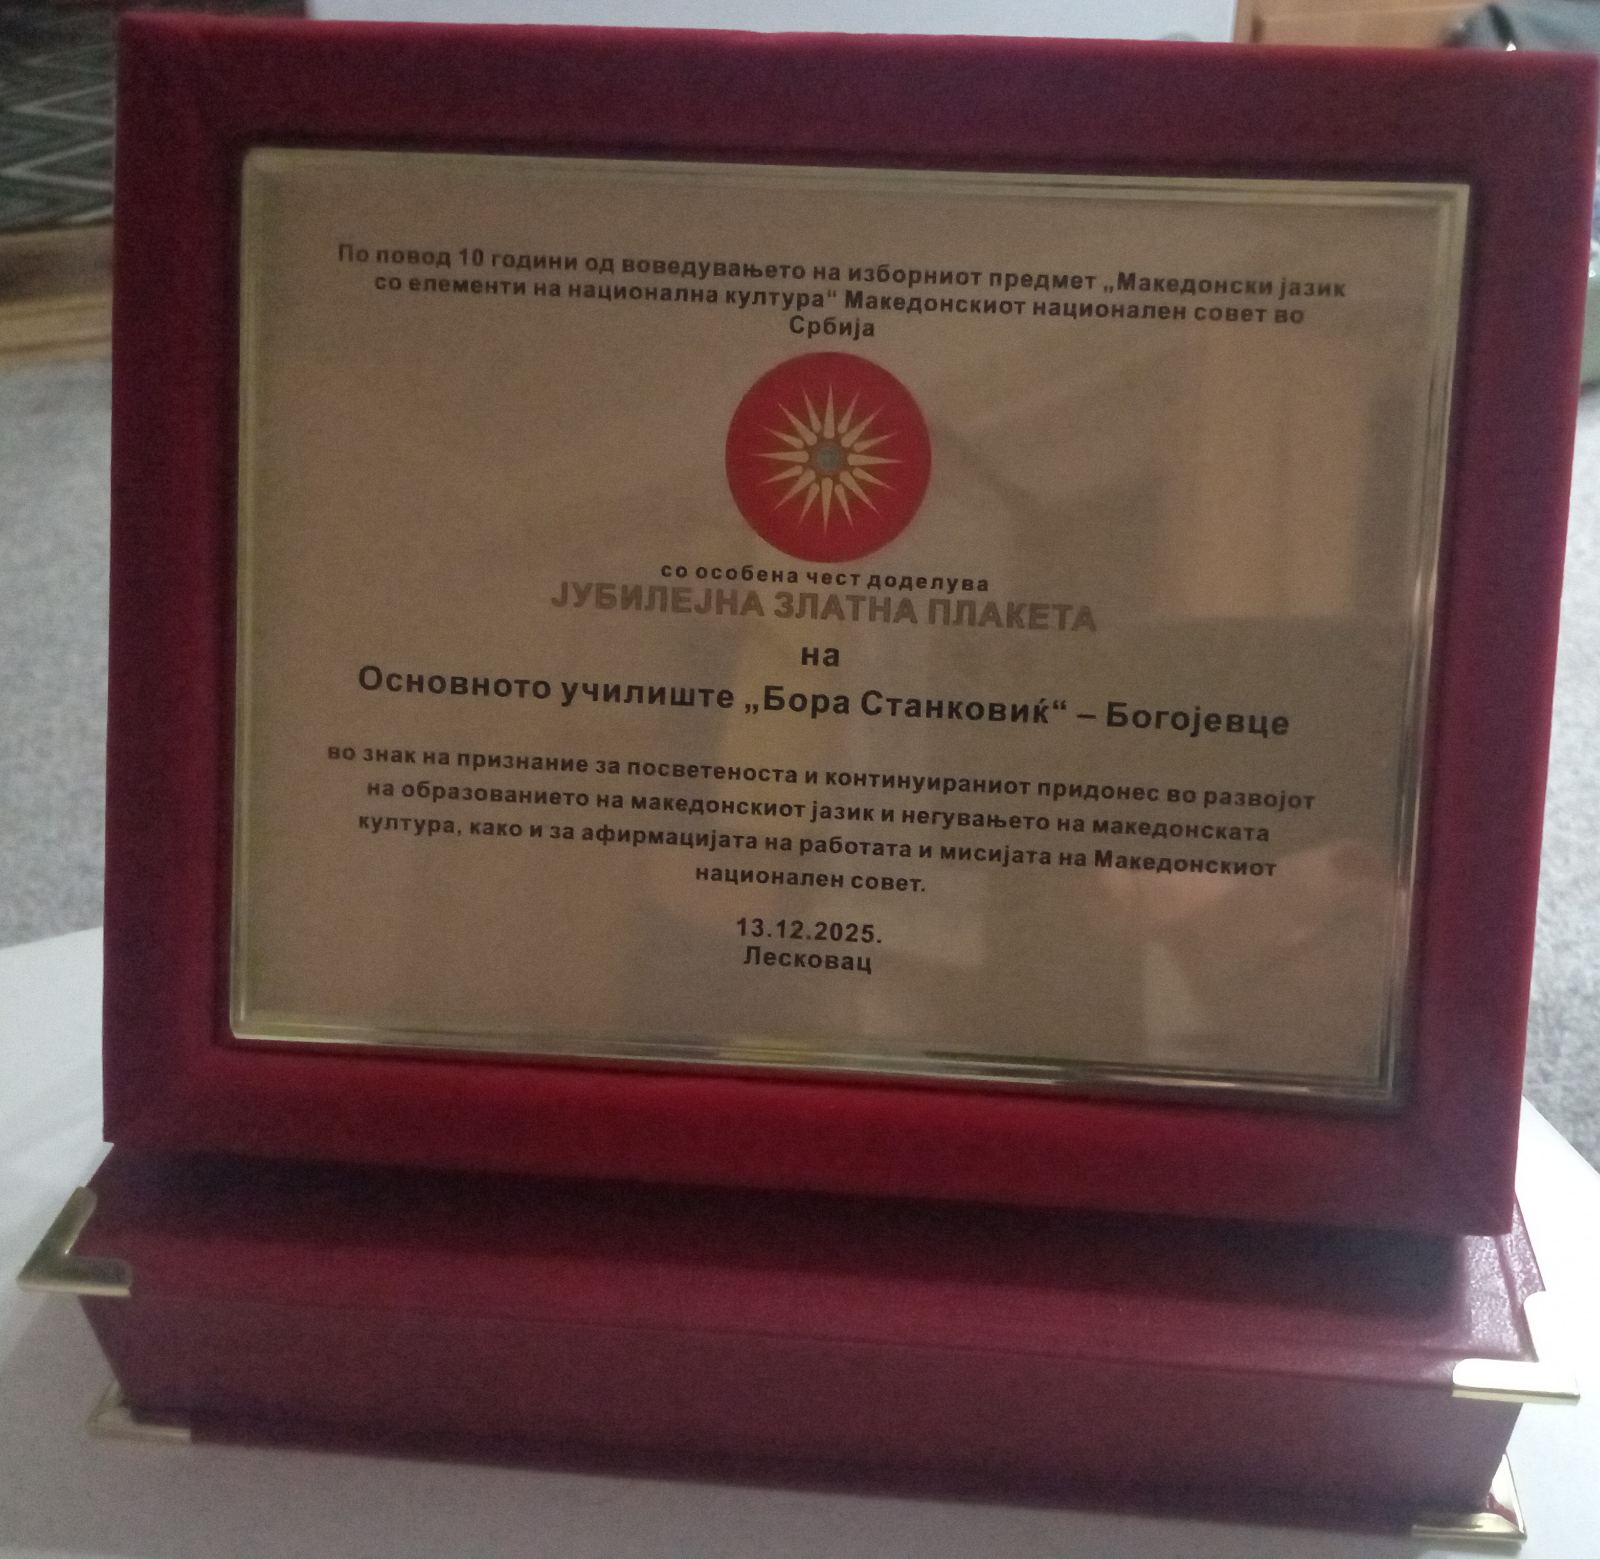 По повод 10 години од воведувањето на изборниот предмет „Македонски јазик
со елементи на национална култура“ Македонскиот национален совет во
Србија
со особена чест доделува
ЈУБИЛЕЈНА ЗЛАТНА ПЛАКЕТА
на
Основното училиште „Бора Станковиќ“ – Богојевце
во знак на признание за посветеноста и континуираниот придонес во развојот
на образованието на македонскиот јазик и негувањето на македонската
култура, како и за афирмацијата на работата и мисијата на Македонскиот
национален совет.
13.12.2025.
Лесковац